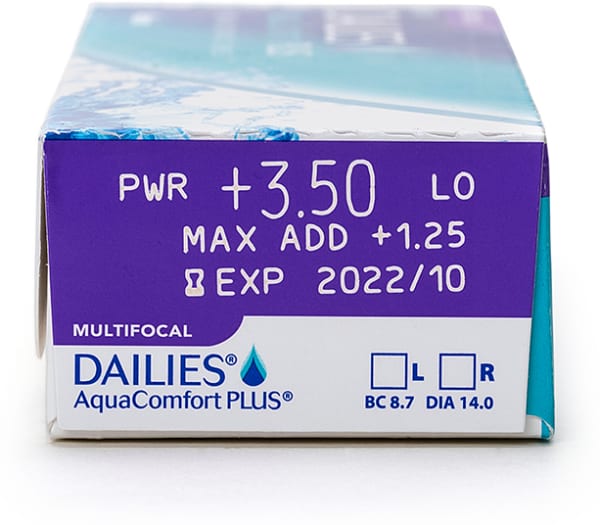 PWR +3.50 LO
MAX ADD +1.25
EXP 2022/10
MULTIFOCAL
DAILIES®
AquaComfort PLUS®
L R
BC 8.7 DIA 14.0